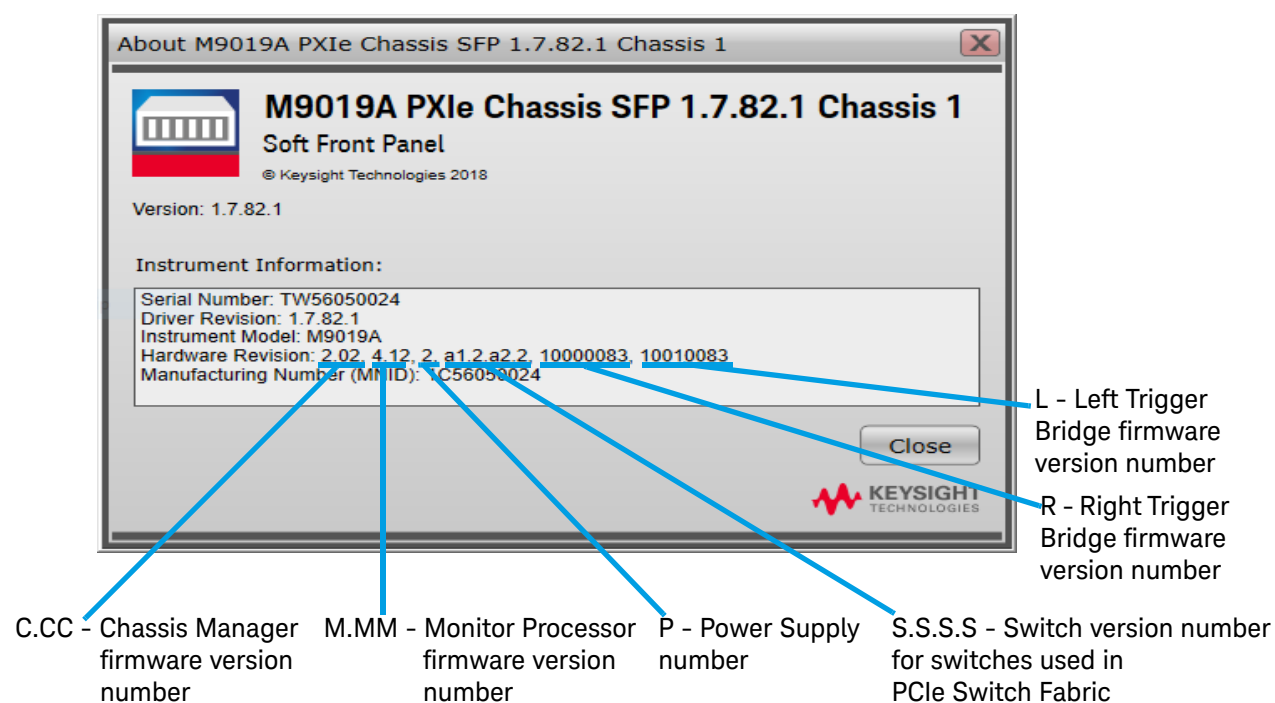 About M9019A PXIe Chassis SFP 1.7.82.1 Chassis 1
X
M9019A PXIe Chassis SFP 1.7.82.1 Chassis 1
Soft Front Panel
© Keysight Technologies 2018
Version: 1.7.82.1
Instrument Information:
Serial Number: TW56050024
Driver Revision: 1.7.82.1
Instrument Model: M9019A
Hardware Revision: 2.02, 4.12, 2, a1.2.a2.2, 10000083, 10010083
Manufacturing Number (MNID): TC56050024
Close
KEYSIGHT
TECHNOLOGIES
L - Left Trigger
Bridge firmware
version number
R - Right Trigger
Bridge firmware
version number
C.CC - Chassis Manager
firmware version
number
M.MM - Monitor Processor
firmware version
number
P - Power Supply
number
S.S.S.S - Switch version number
for switches used in
PCIe Switch Fabric